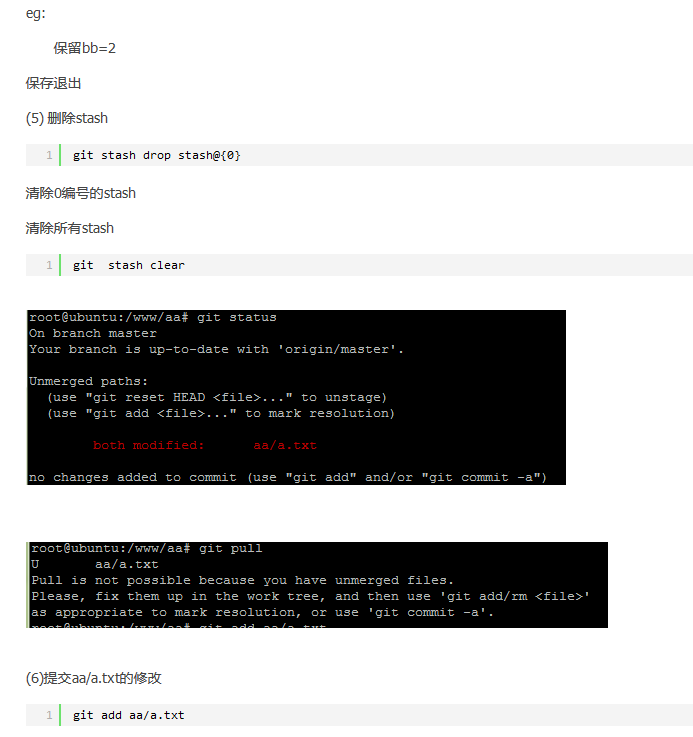 eg:
保留bb=2
保存退出
(5) 删除stash
1 git stash drop stash@{0}
清除0编号的stash
清除所有stash
1 git  stash clear
root@ubuntu:/www/aa# git status
On branch master
Your branch is up-to-date with 'origin/master'.
Unmerged paths:
(use "git reset HEAD <file>..." to unstage)
(use "git add <file>..." to mark resolution)
both modified:      aa/a.txt
no changes added to commit (use "git add" and/or "git commit -a")
root@ubuntu:/www/aa# git pull
U       aa/a.txt
Pull is not possible because you have unmerged files.
Please, fix them up in the work tree, and then use 'git add/rm <file>'
as appropriate to mark resolution, or use 'git commit -a'.
root@ubuntu:/www/aa# git add aa/a.txt
(6)提交aa/a.txt的修改
1 git add aa/a.txt